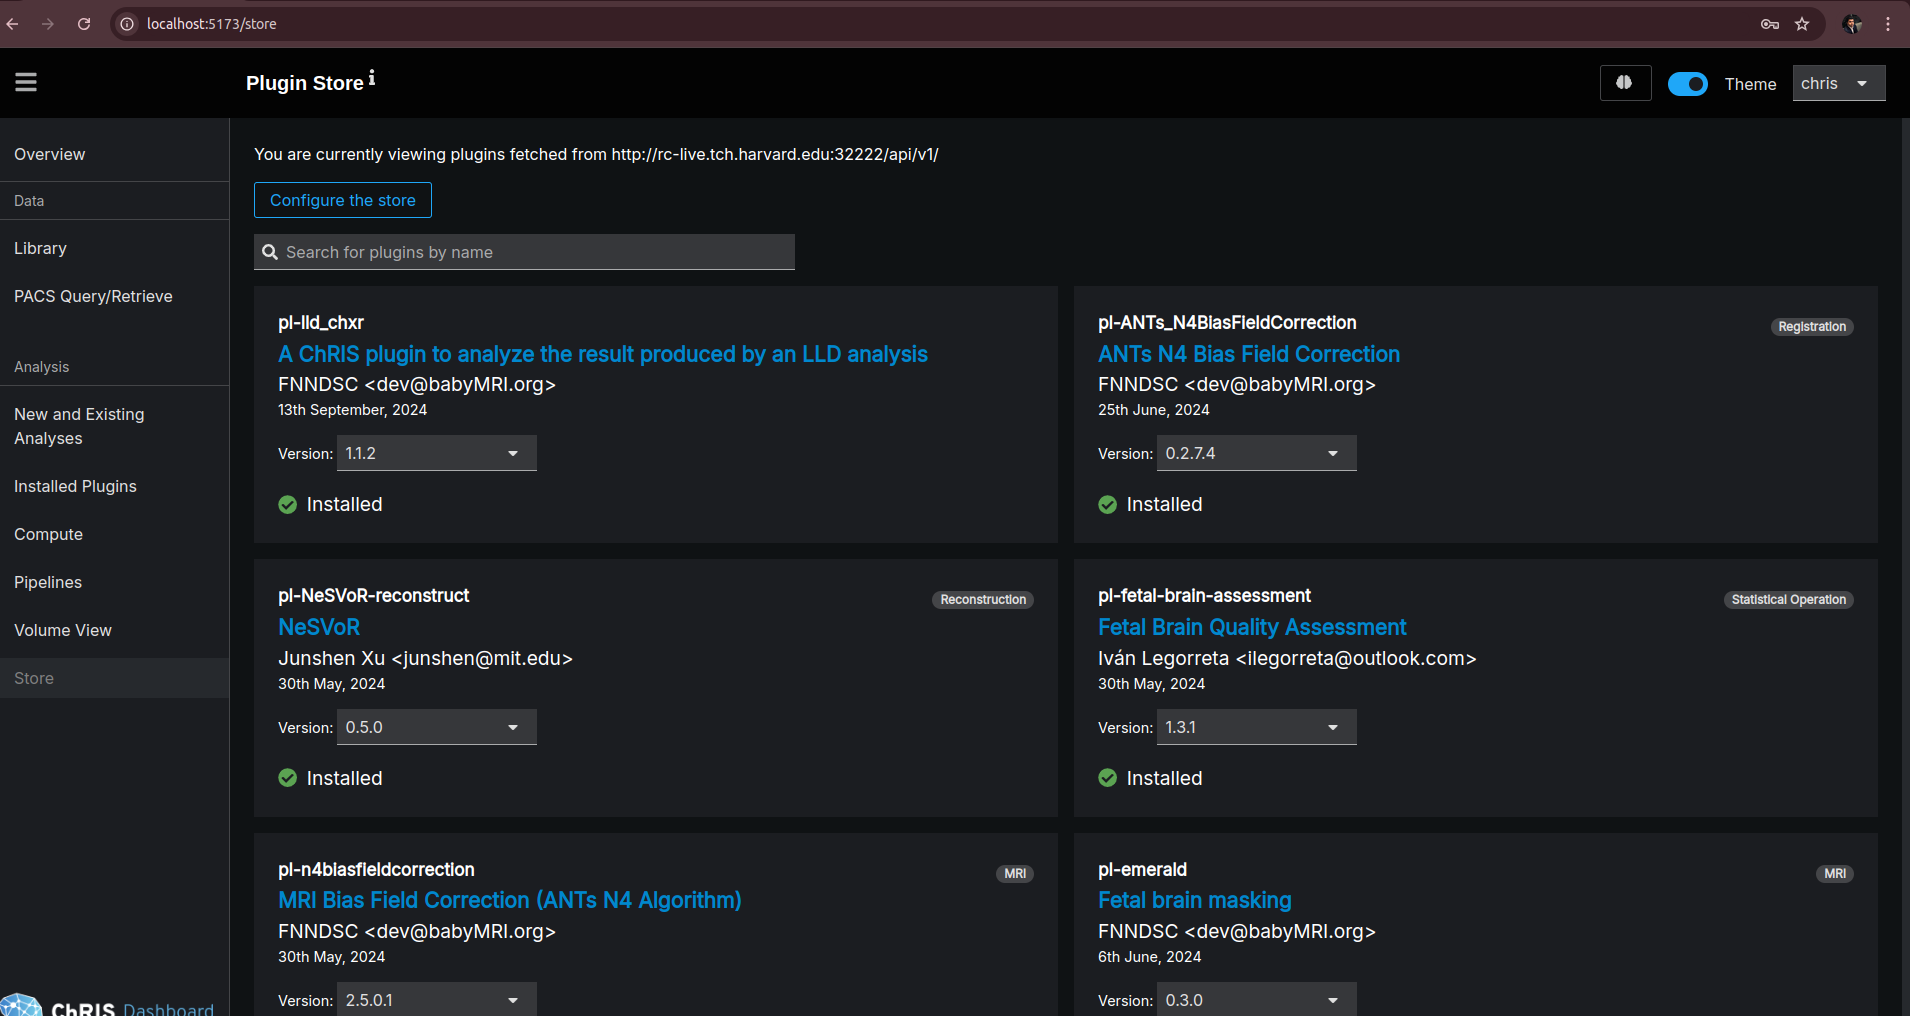 localhost:5173/store
Plugin Store i
Theme
chris
Overview
Data
Library
PACS Query/Retrieve
Analysis
New and Existing
Analyses
Installed Plugins
Compute
Pipelines
Volume View
Store
ChRIS Dashboard
You are currently viewing plugins fetched from http://rc-live.tch.harvard.edu:32222/api/v1/
Configure the store
Search for plugins by name
pl-lld_chxr
A ChRIS plugin to analyze the result produced by an LLD analysis
FNNDSC <dev@babyMRI.org>
13th September, 2024
Version: 1.1.2
Installed
pl-ANTs_N4BiasFieldCorrection
Registration
ANTs N4 Bias Field Correction
FNNDSC <dev@babyMRI.org>
25th June, 2024
Version: 0.2.7.4
Installed
pl-NeSVoR-reconstruct
Reconstruction
NeSVoR
Junshen Xu <junshen@mit.edu>
30th May, 2024
Version: 0.5.0
Installed
pl-fetal-brain-assessment
Statistical Operation
Fetal Brain Quality Assessment
Iván Legorreta <ilegorreta@outlook.com>
30th May, 2024
Version: 1.3.1
Installed
pl-n4biasfieldcorrection
MRI
MRI Bias Field Correction (ANTs N4 Algorithm)
FNNDSC <dev@babyMRI.org>
30th May, 2024
Version: 2.5.0.1
pl-emerald
MRI
Fetal brain masking
FNNDSC <dev@babyMRI.org>
6th June, 2024
Version: 0.3.0